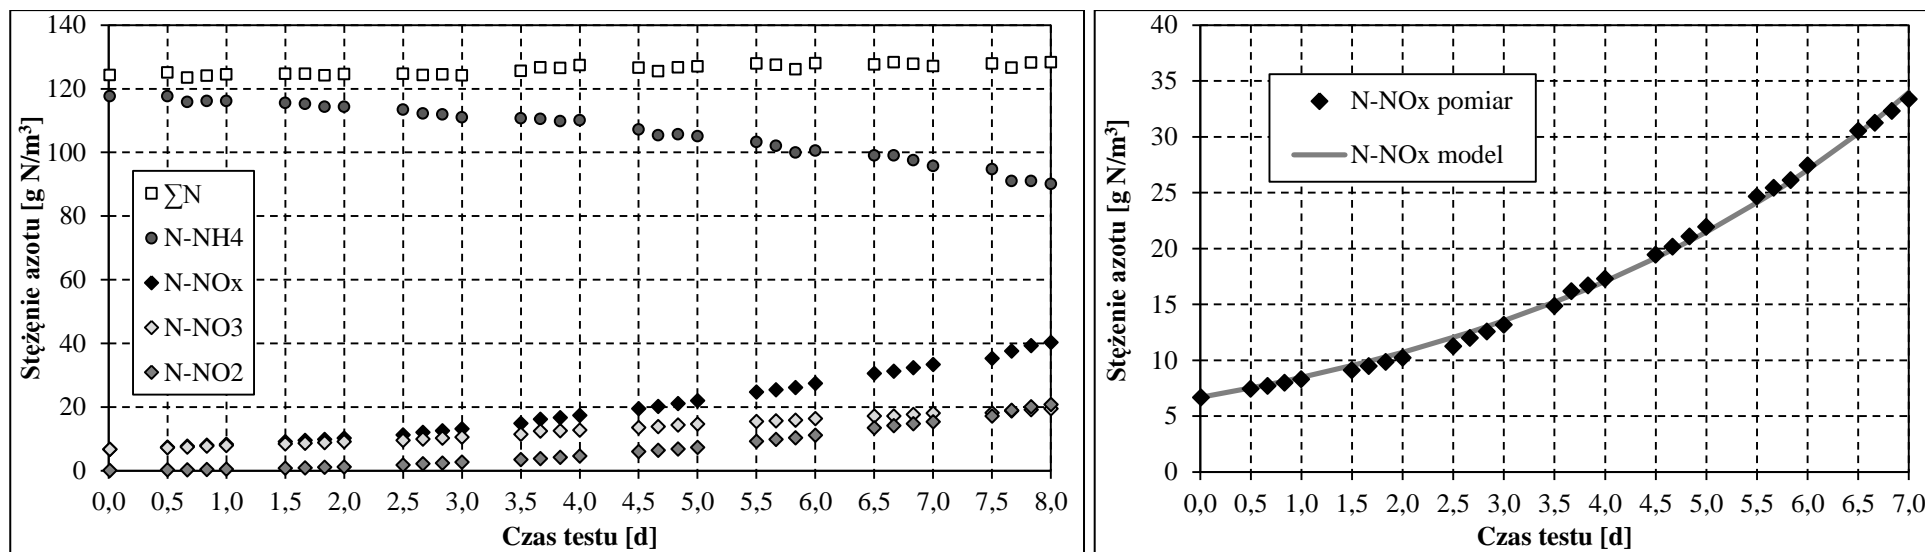 140
120
100
80
60
40
20
0
Stężęnie azotu [g N/m³]
∑N
N-NH4
N-NOx
N-NO3
N-NO2
0,0 0,5 1,0 1,5 2,0 2,5 3,0 3,5 4,0 4,5 5,0 5,5 6,0 6,5 7,0 7,5 8,0
Czas testu [d]
40
35
30
25
20
15
10
5
0
Stężenie azotu [g N/m³]
N-NOx pomiar
N-NOx model
0,0 0,5 1,0 1,5 2,0 2,5 3,0 3,5 4,0 4,5 5,0 5,5 6,0 6,5 7,0
Czas testu [d]